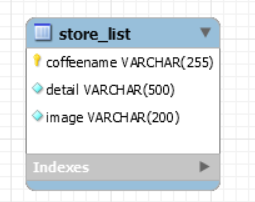 store_list
coffeename VARCHAR(255)
detail VARCHAR(500)
image VARCHAR(200)
Indexes